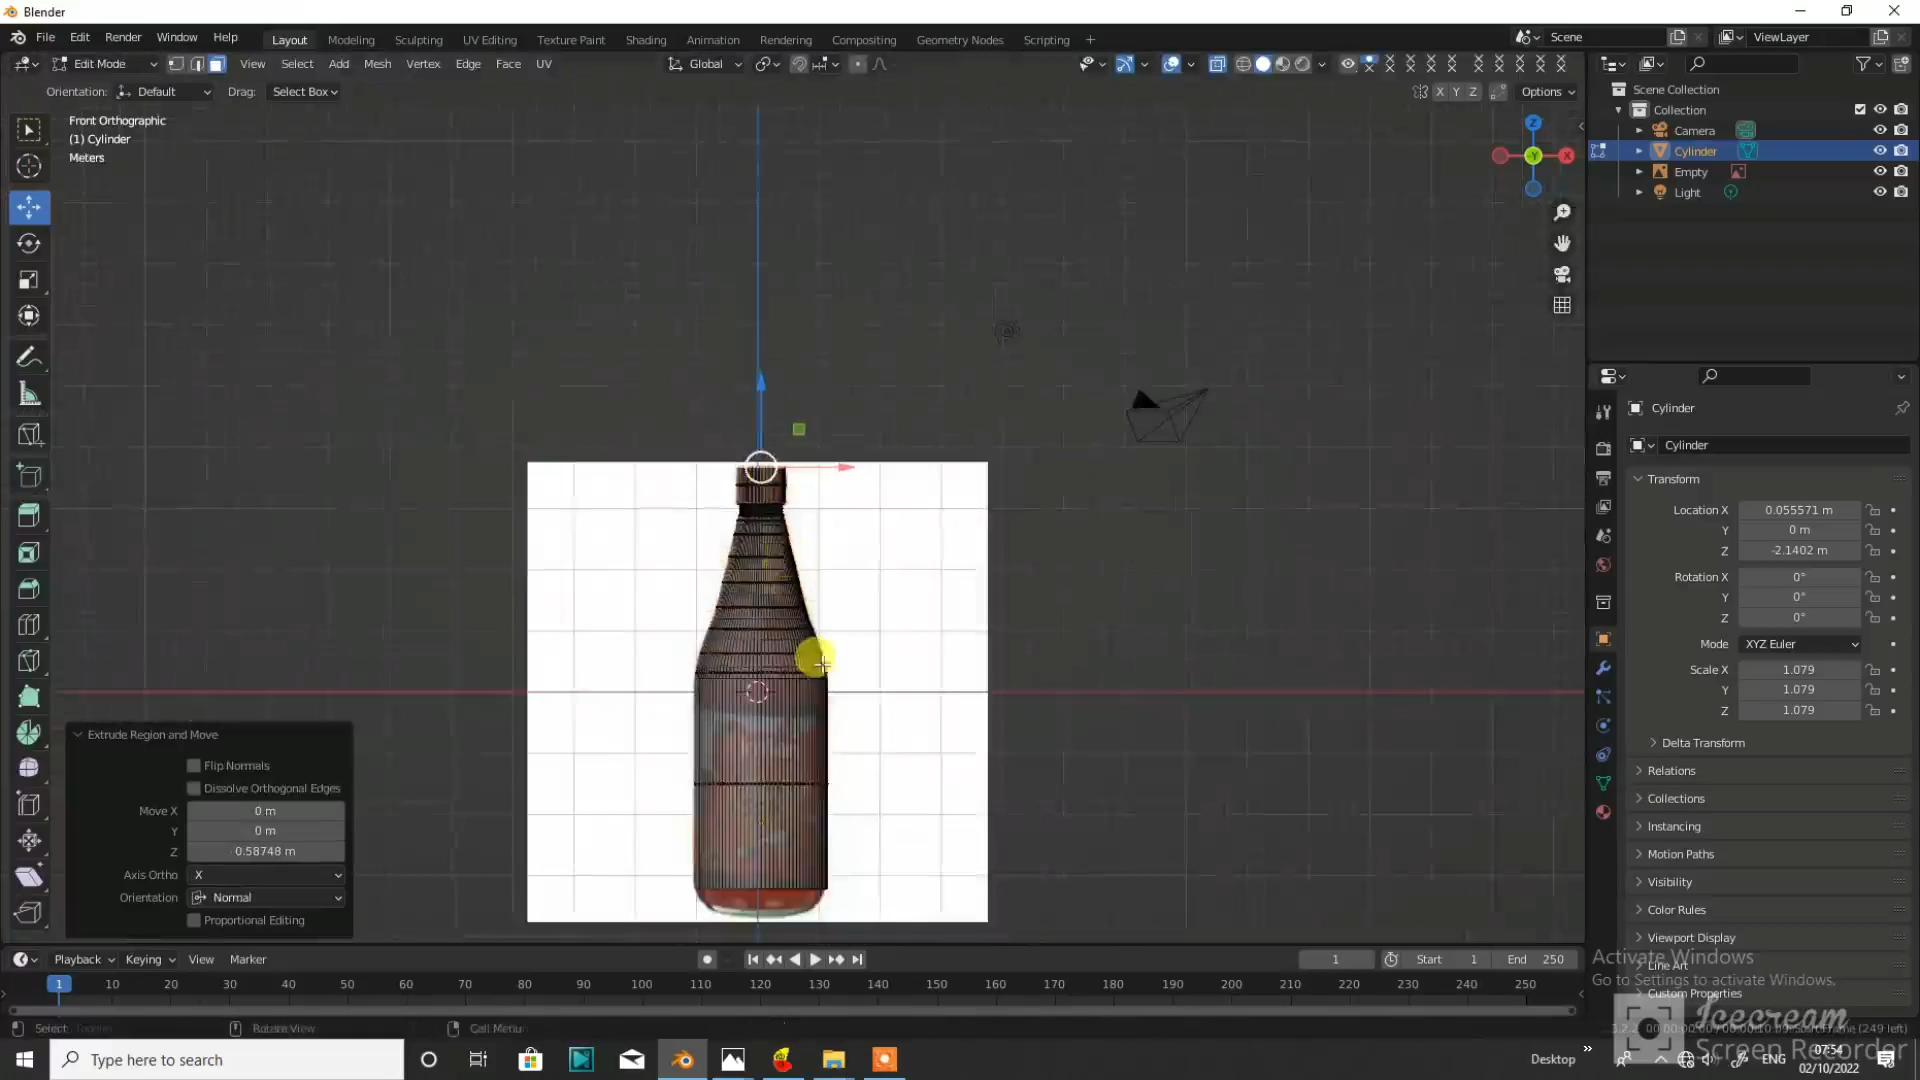 Blender
File Edit Render Window Help
Layout Modeling Sculpting UV Editing Texture Paint Shading Animation Rendering Compositing Geometry Nodes Scripting +
Scene
ViewLayer
Edit Mode View Select Add Mesh Vertex Edge Face UV
Global
Orientation: Default Drag: Select Box
X Y Z Options
Front Orthographic
(1) Cylinder
Meters
Z
Y
X
Scene Collection
Collection
Camera
Cylinder
Empty
Light
Cylinder
Cylinder
Transform
Location X 0.055571 m
Y 0 m
Z -2.1402 m
Rotation X 0°
Y 0°
Z 0°
Mode XYZ Euler
Scale X 1.079
Y 1.079
Z 1.079
Delta Transform
Relations
Collections
Instancing
Motion Paths
Visibility
Color Rules
Viewport Display
Line Art
Custom Properties
Extrude Region and Move
Flip Normals
Dissolve Orthogonal Edges
Move X 0 m
Y 0 m
Z 0.58748 m
Axis Ortho X
Orientation Normal
Proportional Editing
Playback Keying View Marker
1 Start 1 End 250
1 10 20 30 40 50 60 70 80 90 100 110 120 130 140 150 160 170 180 190 200 210 220 230 240 250
Select
Rotate View
Call Menu
Activate Windows
Go to Settings to activate Windows.
Icecream
Screen Recorder
Type here to search
Desktop
ENG
07:54
02/10/2022